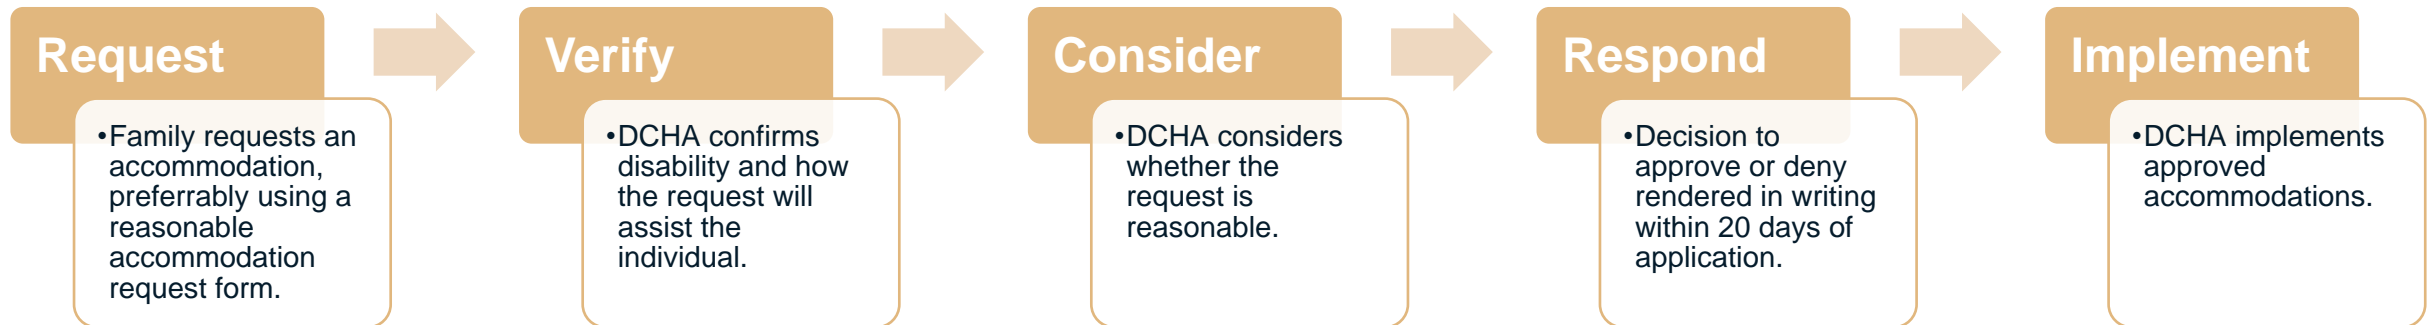 Request
•Family requests an
accommodation,
preferrably using a
reasonable
accommodation
request form.
Verify
•DCHA confirms
disability and how
the request will
assist the
individual.
Consider
•DCHA considers
whether the
request is
reasonable.
Respond
•Decision to
approve or deny
rendered in writing
within 20 days of
application.
Implement
•DCHA implements
approved
accommodations.